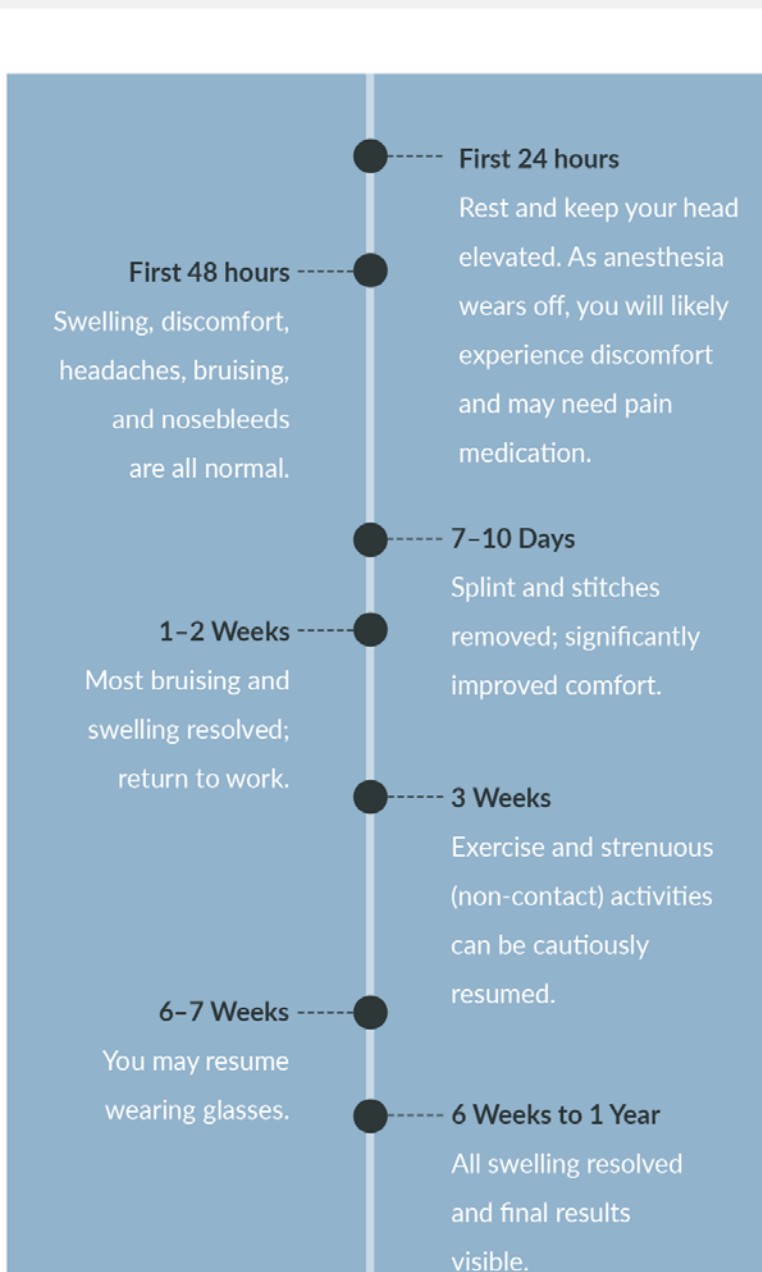 First 24 hours
Rest and keep your head
elevated. As anesthesia
wears off, you will likely
experience discomfort
and may need pain
medication.
First 48 hours
Swelling, discomfort,
headaches, bruising,
and nosebleeds
are all normal.
7–10 Days
Splint and stitches
removed; significantly
improved comfort.
1–2 Weeks
Most bruising and
swelling resolved;
return to work.
3 Weeks
Exercise and strenuous
(non-contact) activities
can be cautiously
resumed.
6–7 Weeks
You may resume
wearing glasses.
6 Weeks to 1 Year
All swelling resolved
and final results
visible.